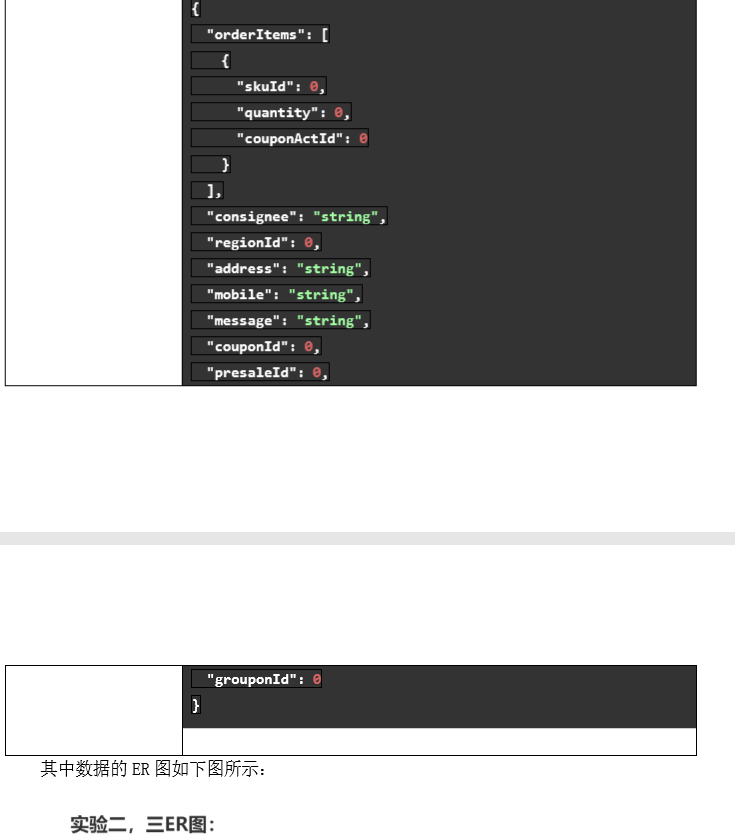 {
"orderItems": [
{
"skuId": 0,
"quantity": 0,
"couponActId": 0
}
],
"consignee": "string",
"regionId": 0,
"address": "string",
"mobile": "string",
"message": "string",
"couponId": 0,
"presaleId": 0,
"grouponId": 0
}
其中数据的 ER 图如下图所示：
实验二，三ER图：